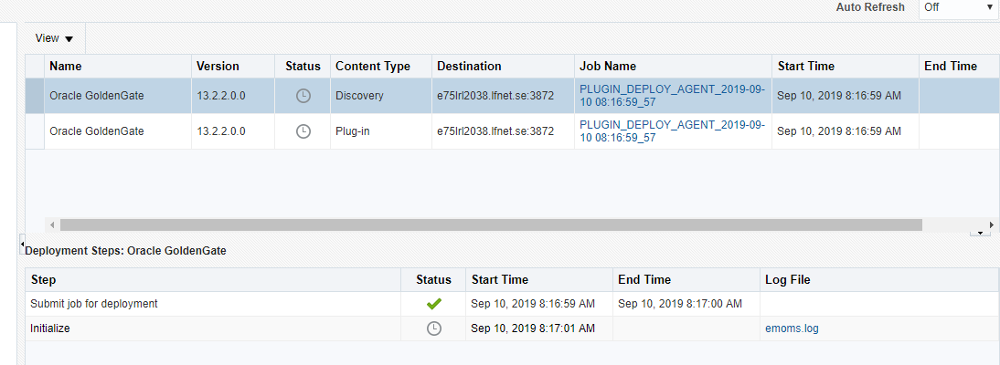 Auto Refresh Off
View
Name Version Status Content Type Destination Job Name Start Time End Time
Oracle GoldenGate 13.2.2.0.0 Discovery e75lrl2038.lfnet.se:3872 PLUGIN_DEPLOY_AGENT_2019-09- Sep 10, 2019 8:16:59 AM
10 08:16:59_57
Oracle GoldenGate 13.2.2.0.0 Plug-in e75lrl2038.lfnet.se:3872 PLUGIN_DEPLOY_AGENT_2019-09- Sep 10, 2019 8:16:59 AM
10 08:16:59_57
Deployment Steps: Oracle GoldenGate
Step Status Start Time End Time Log File
Submit job for deployment Sep 10, 2019 8:16:59 AM Sep 10, 2019 8:17:00 AM
Initialize Sep 10, 2019 8:17:01 AM emoms.log